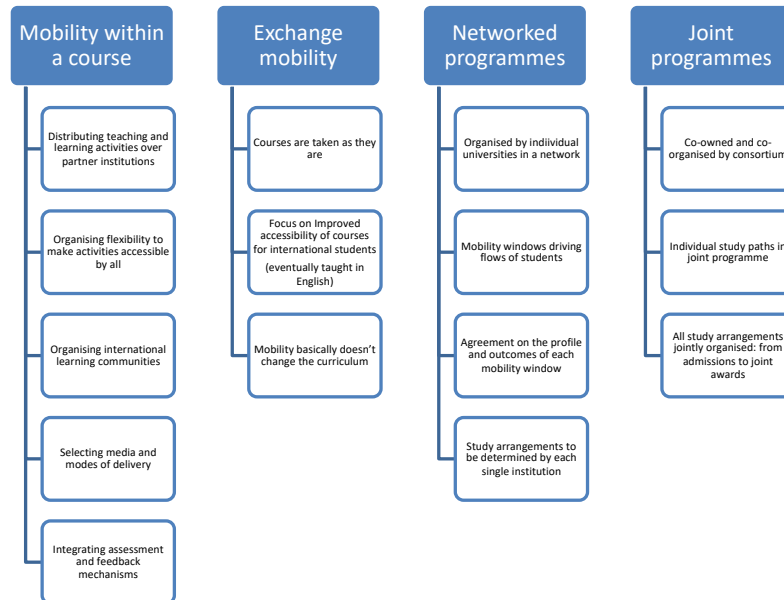 Mobility within
a course
Distributing teaching and
learning activities over
partner institutions
Organising flexibility to
make activities accessible
by all
Organising international
learning communities
Selecting media and
modes of delivery
Integrating assessment
and feedback
mechanisms
Exchange
mobility
Courses are taken as they
are
Focus on Improved
accessibility of courses
for international students
(eventually taught in
English)
Mobility basically doesn't
change the curriculum
Networked
programmes
Organised by indiividual
universities in a network
Mobility windows driving
flows of students
Agreement on the profile
and outcomes of each
mobility window
Study arrangements to
be determined by each
single institution
Joint
programmes
Co-owned and co-
organised by consortium
Individual study paths in
joint programme
All study arrangements
jointly organised: from
admissions to joint
awards